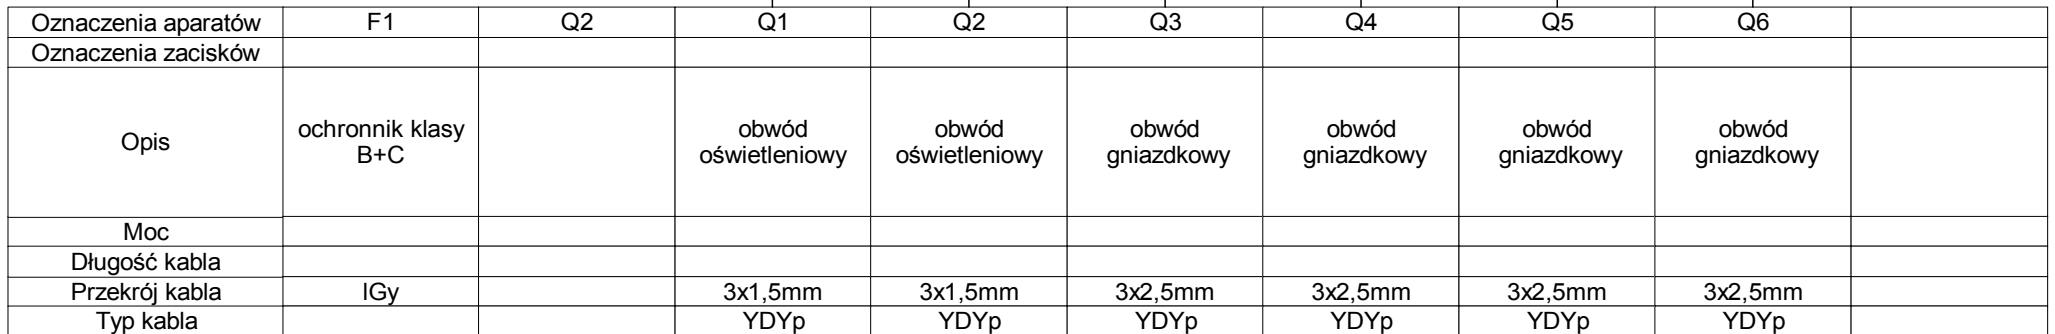 Oznaczenia aparatów F1 Q2 Q1 Q2 Q3 Q4 Q5 Q6
Oznaczenia zacisków
Opis ochronnik klasy B+C obwód oświetleniowy obwód oświetleniowy obwód gniazdkowy obwód gniazdkowy obwód gniazdkowy obwód gniazdkowy
Moc
Długość kabla
Przekrój kabla lGy 3x1,5mm 3x1,5mm 3x2,5mm 3x2,5mm 3x2,5mm 3x2,5mm
Typ kabla YDYp YDYp YDYp YDYp YDYp YDYp